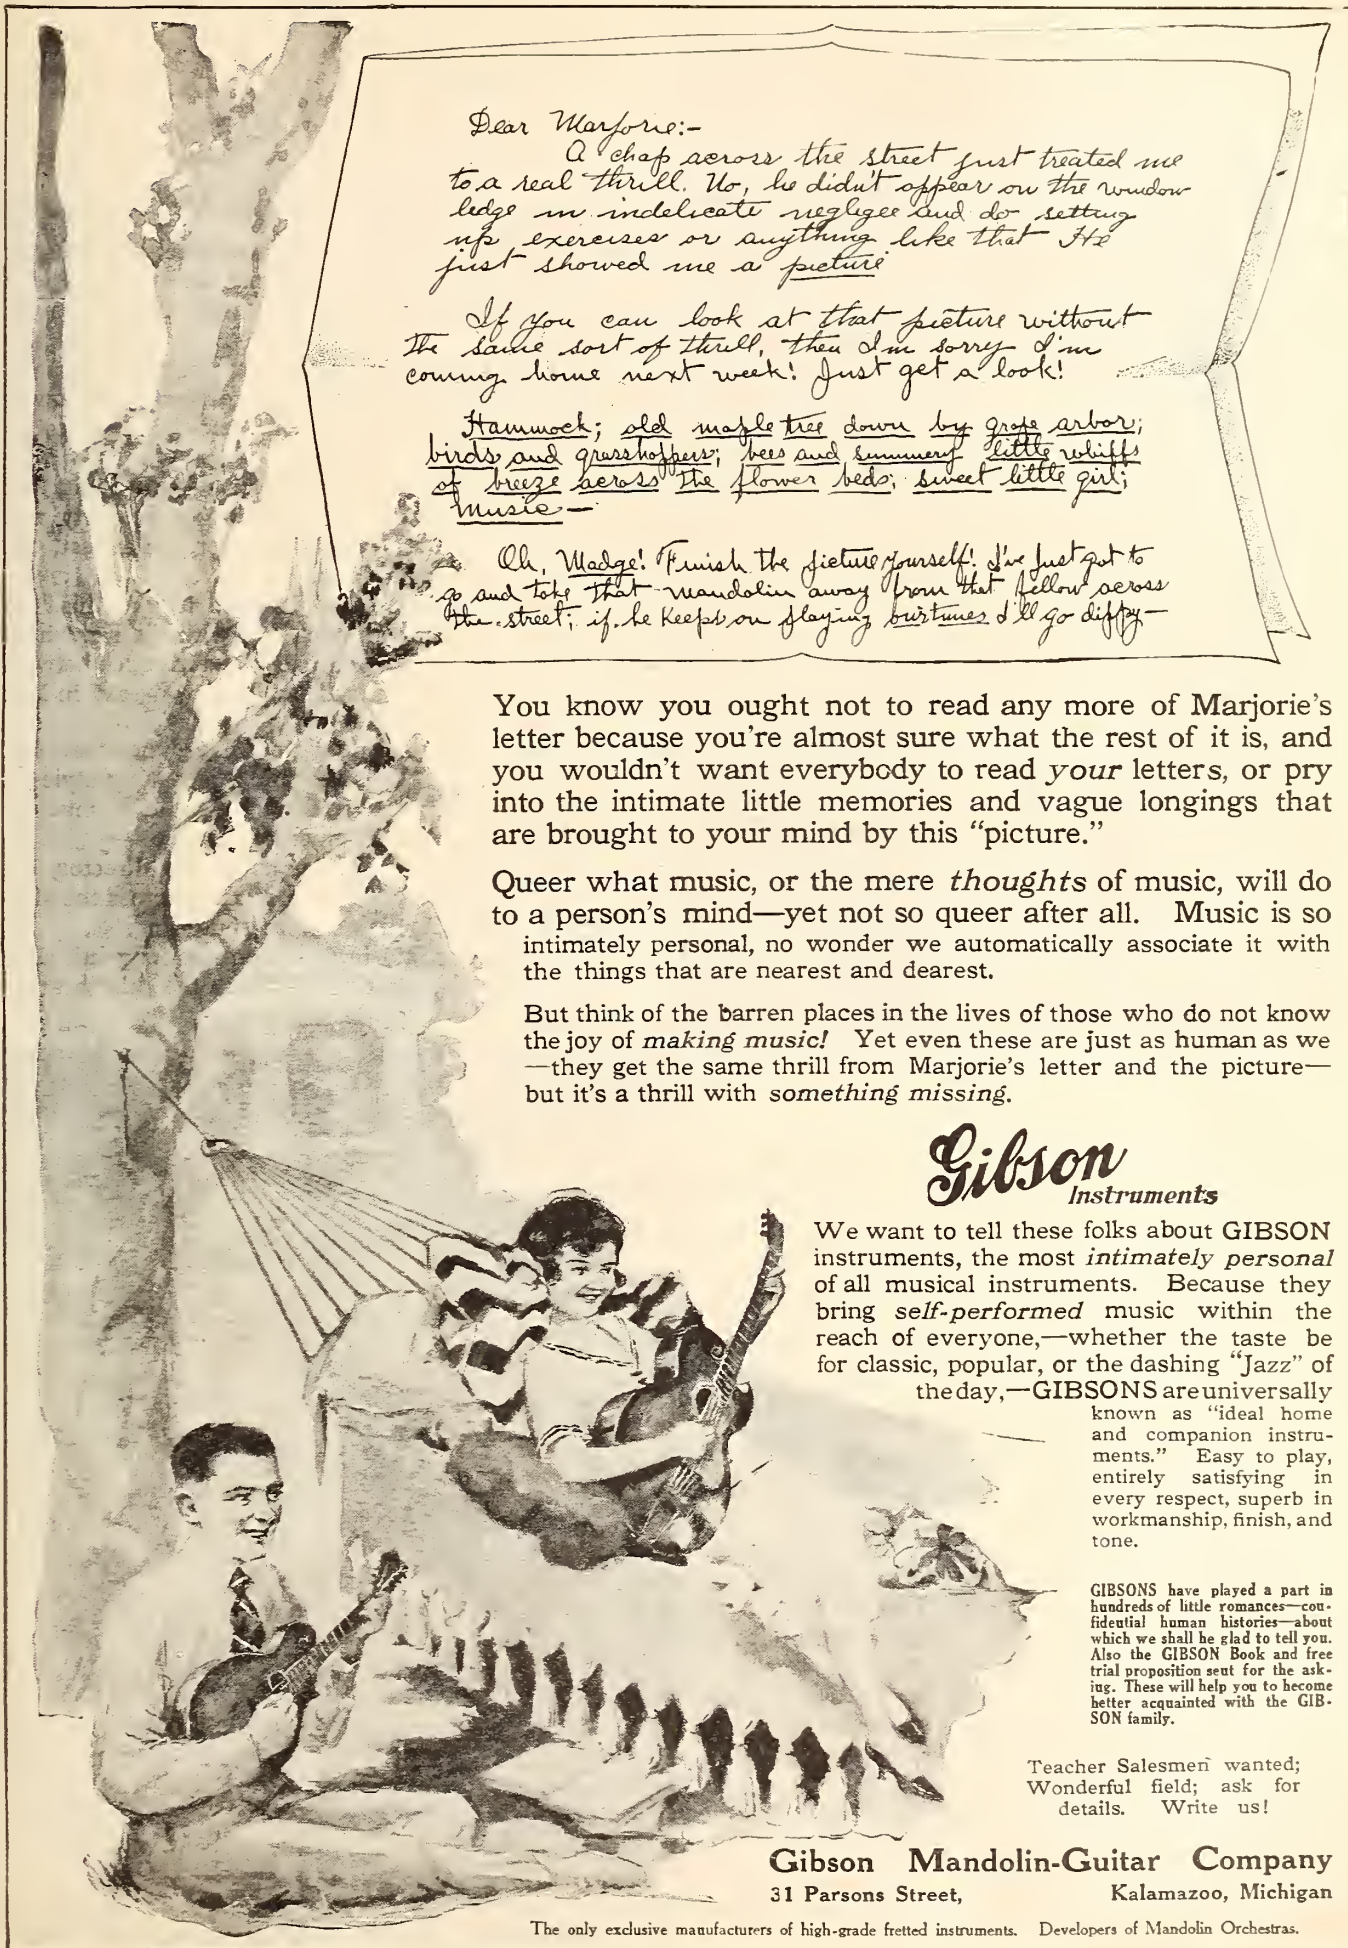 Dear Marjorie:-
A chap across the street just treated me
to a real thrill. No, he didn't appear on the window
ledge in indelicate negligee and do setting
up exercises or anything like that He
just showed me a picture
If you can look at that picture without
the same sort of thrill, then I'm sorry I'm
coming home next week! Just get a look!
Hammock; old maple tree down by grape arbor;
birds and grasshoppers; bees and summery little whiffs
of breeze across the flower beds; sweet little girl;
music—
Oh, Madge! Finish the picture yourself! I've just got to
go and take that mandolin away from that fellow across
the street; if he keeps on playing our tunes I'll go dippy—
You know you ought not to read any more of Marjorie's
letter because you're almost sure what the rest of it is, and
you wouldn't want everybody to read your letters, or pry
into the intimate little memories and vague longings that
are brought to your mind by this "picture."
Queer what music, or the mere thoughts of music, will do
to a person's mind—yet not so queer after all. Music is so
intimately personal, no wonder we automatically associate it with
the things that are nearest and dearest.
But think of the barren places in the lives of those who do not know
the joy of making music! Yet even these are just as human as we
—they get the same thrill from Marjorie's letter and the picture—
but it's a thrill with something missing.
Gibson
Instruments
We want to tell these folks about GIBSON
instruments, the most intimately personal
of all musical instruments. Because they
bring self-performed music within the
reach of everyone,—whether the taste be
for classic, popular, or the dashing "Jazz" of
the day,—GIBSONS are universally
known as "ideal home
and companion instru-
ments." Easy to play,
entirely satisfying in
every respect, superb in
workmanship, finish, and
tone.
GIBSONS have played a part in
hundreds of little romances—con-
fidential human histories—about
which we shall be glad to tell you.
Also the GIBSON Book and free
trial proposition sent for the ask-
ing. These will help you to become
better acquainted with the GIB-
SON family.
Teacher Salesmen wanted;
Wonderful field; ask for
details. Write us!
Gibson Mandolin-Guitar Company
31 Parsons Street, Kalamazoo, Michigan
The only exclusive manufacturers of high-grade fretted instruments. Developers of Mandolin Orchestras.